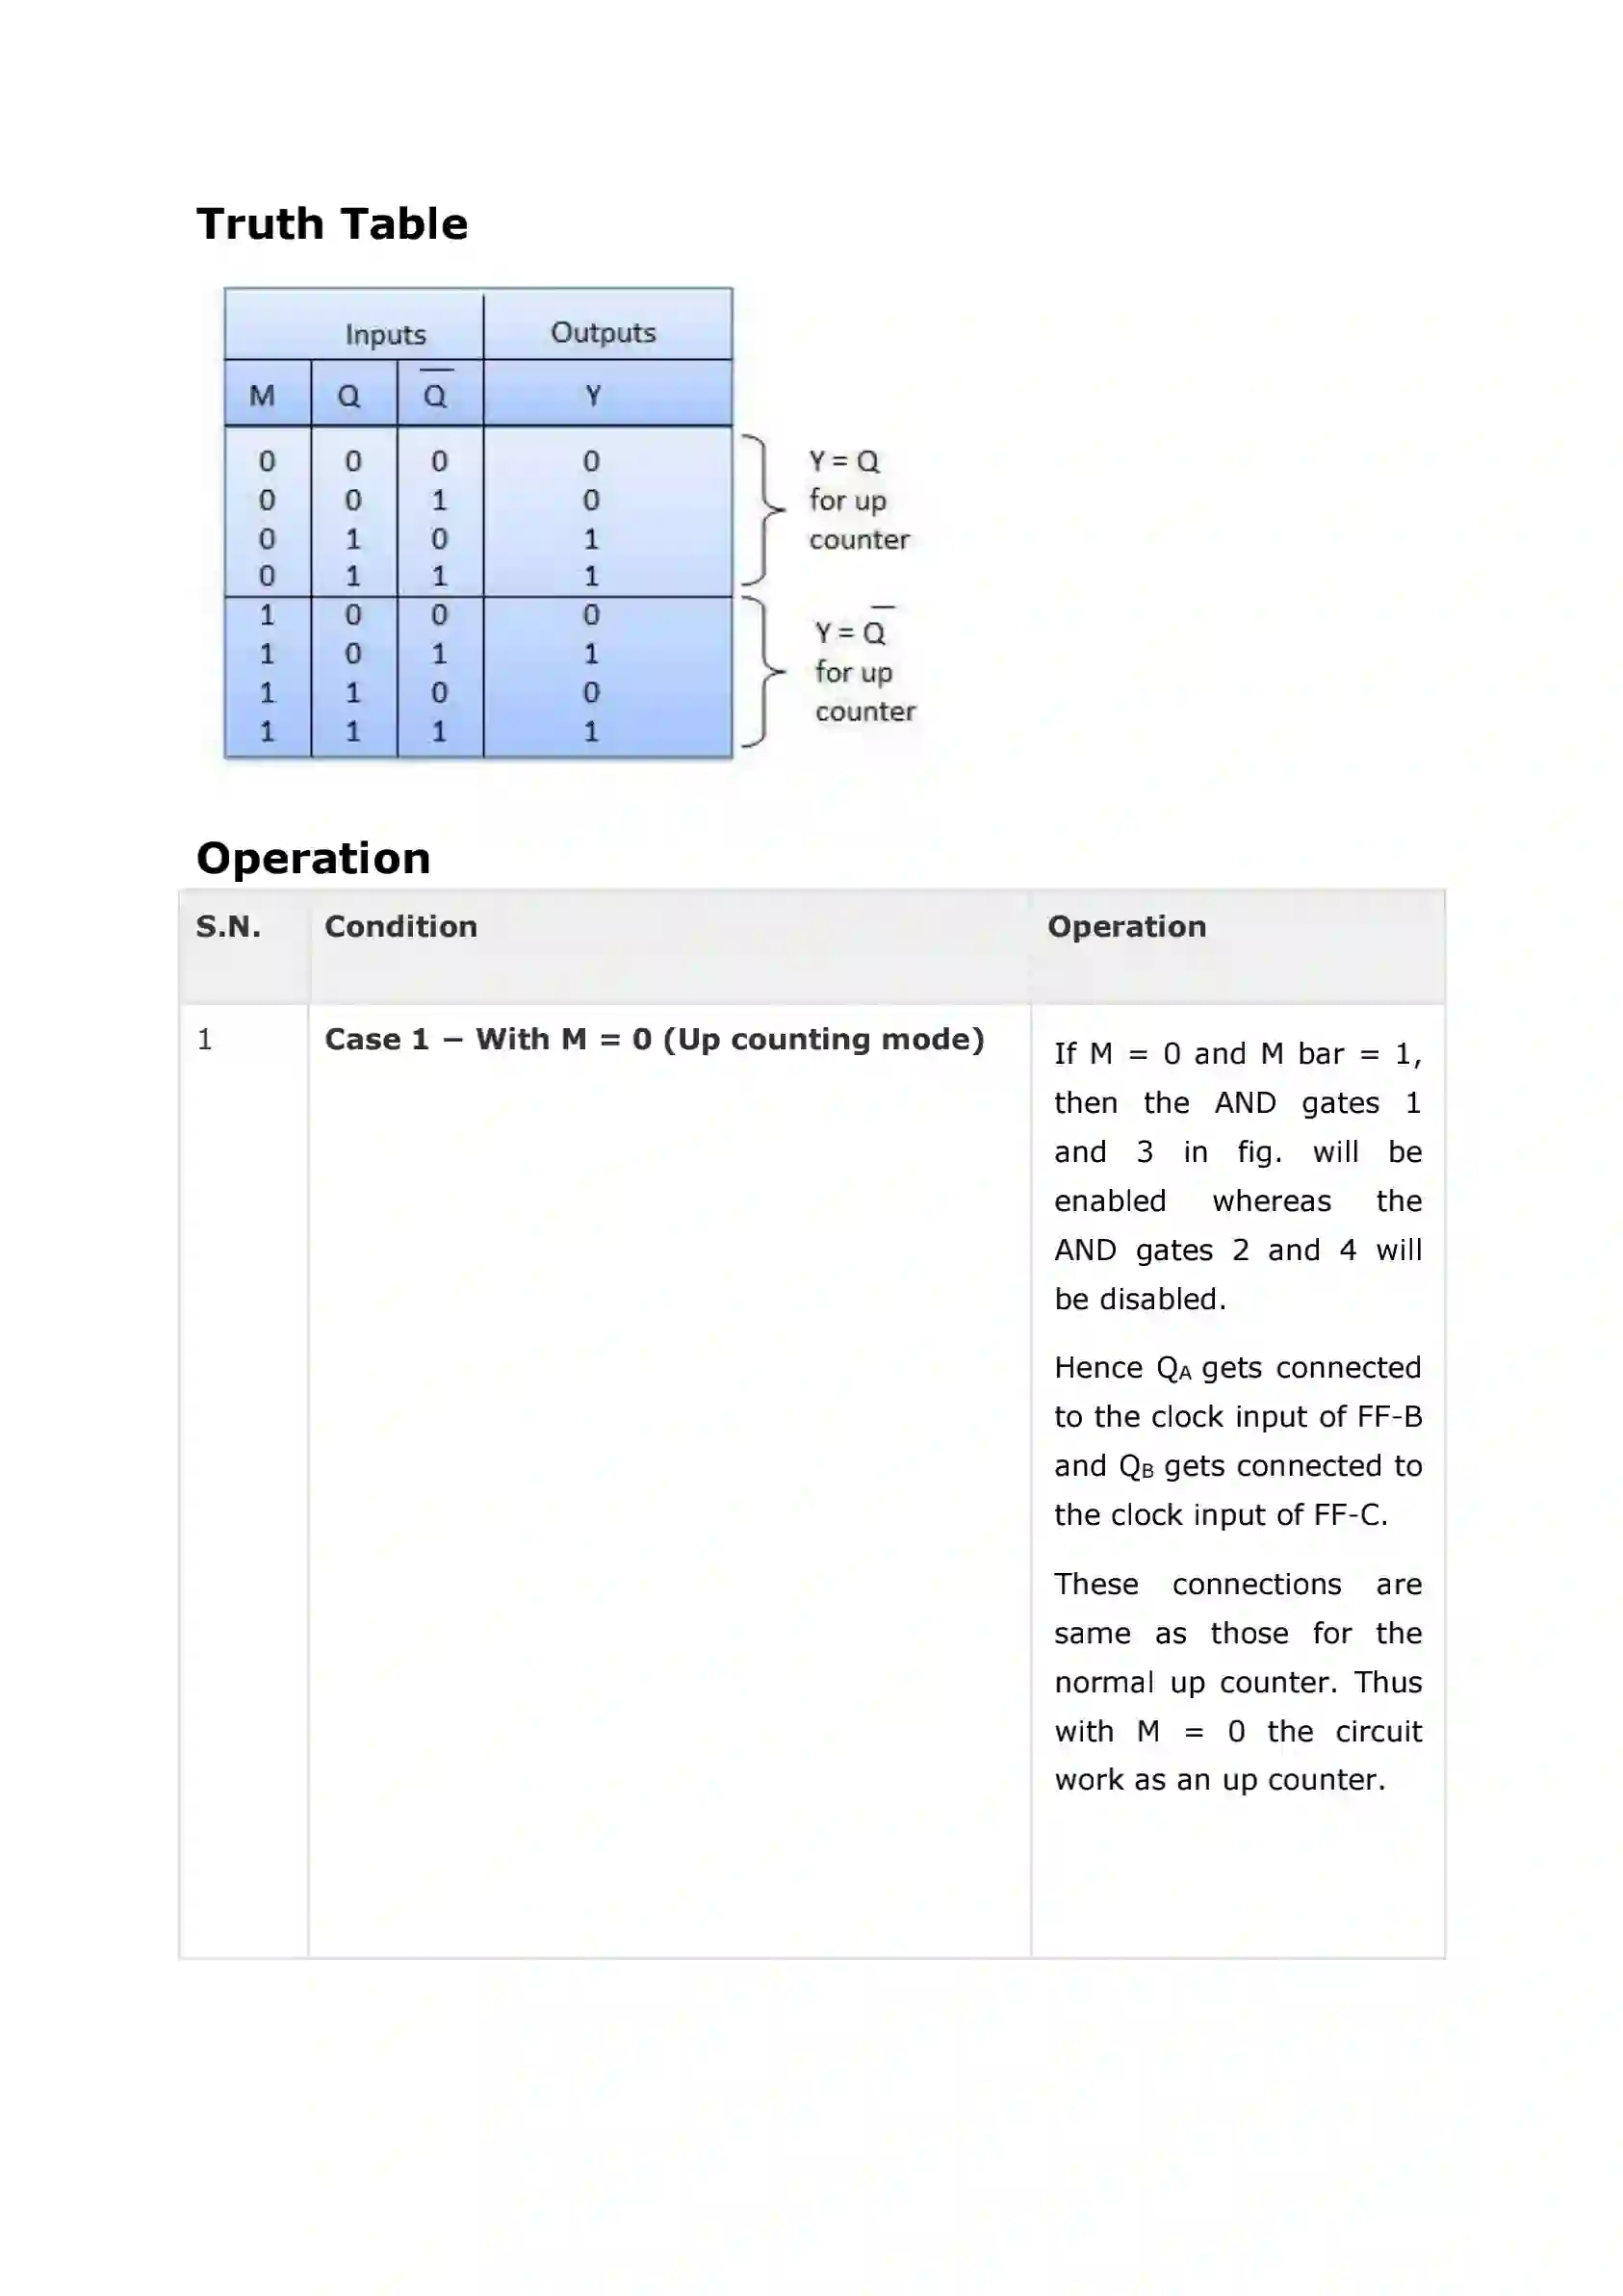 Truth Table
Inputs Outputs
M Q Q̅ Y
0 0 0 0
0 0 1 0
0 1 0 1
0 1 1 1
1 0 0 0
1 0 1 1
1 1 0 0
1 1 1 1
Y = Q
for up
counter
Y = Q̅
for up
counter
Operation
S.N. Condition Operation
1 Case 1 − With M = 0 (Up counting mode)
If M = 0 and M bar = 1,
then the AND gates 1
and 3 in fig. will be
enabled whereas the
AND gates 2 and 4 will
be disabled.
Hence QA gets connected
to the clock input of FF-B
and QB gets connected to
the clock input of FF-C.
These connections are
same as those for the
normal up counter. Thus
with M = 0 the circuit
work as an up counter.